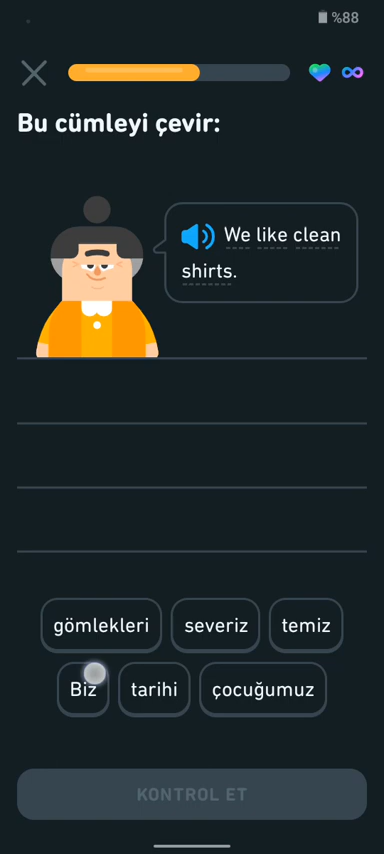 %88
Bu cümleyi çevir:
We like clean
shirts.
gömlekleri severiz temiz
Biz tarihi çocuğumuz
KONTROL ET